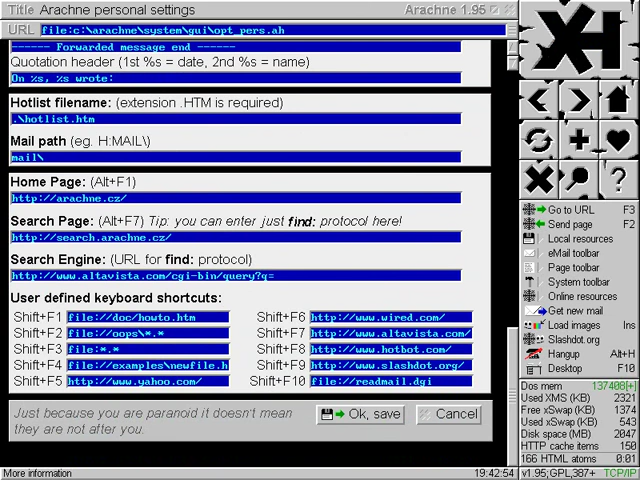 Title Arachne personal settings Arachne 1.95
URL file:c:\arachne\system\gui\opt_pers.ah
------ Forwarded message end ------
Quotation header (1st %s = date, 2nd %s = name)
On %s, %s wrote:
Hotlist filename: (extension .HTM is required)
.\hotlist.htm
Mail path (eg. H:MAIL\)
mail\
Home Page: (Alt+F1)
http://arachne.cz/
Search Page: (Alt+F7) Tip: you can enter just find: protocol here!
http://search.arachne.cz/
Search Engine: (URL for find: protocol)
http://www.altavista.com/cgi-bin/query?q=
User defined keyboard shortcuts:
Shift+F1 file://doc/howto.htm Shift+F6 http://www.wired.com/
Shift+F2 file://oops\*.* Shift+F7 http://www.altavista.com/
Shift+F3 file:*.* Shift+F8 http://www.hotbot.com/
Shift+F4 file://examples\newfile.h Shift+F9 http://www.slashdot.org/
Shift+F5 http://www.yahoo.com/ Shift+F10 file://readmail.dgi
Just because you are paranoid it doesn't mean
they are not after you.
Ok, save Cancel
More information 19:42:54
?
Go to URL F3
Send page F2
Local resources
eMail toolbar
Page toolbar
System toolbar
Online resources
Get new mail
Load images Ins
Slashdot.org
Hangup Alt+H
Desktop F10
Dos mem 137408[+]
Used XMS (KB) 2321
Free xSwap (KB) 1374
Used xSwap (KB) 543
Disk space (MB) 2047
HTTP cache items 150
166 HTML atoms 0:01
v1.95;GPL,387+ TCP/IP